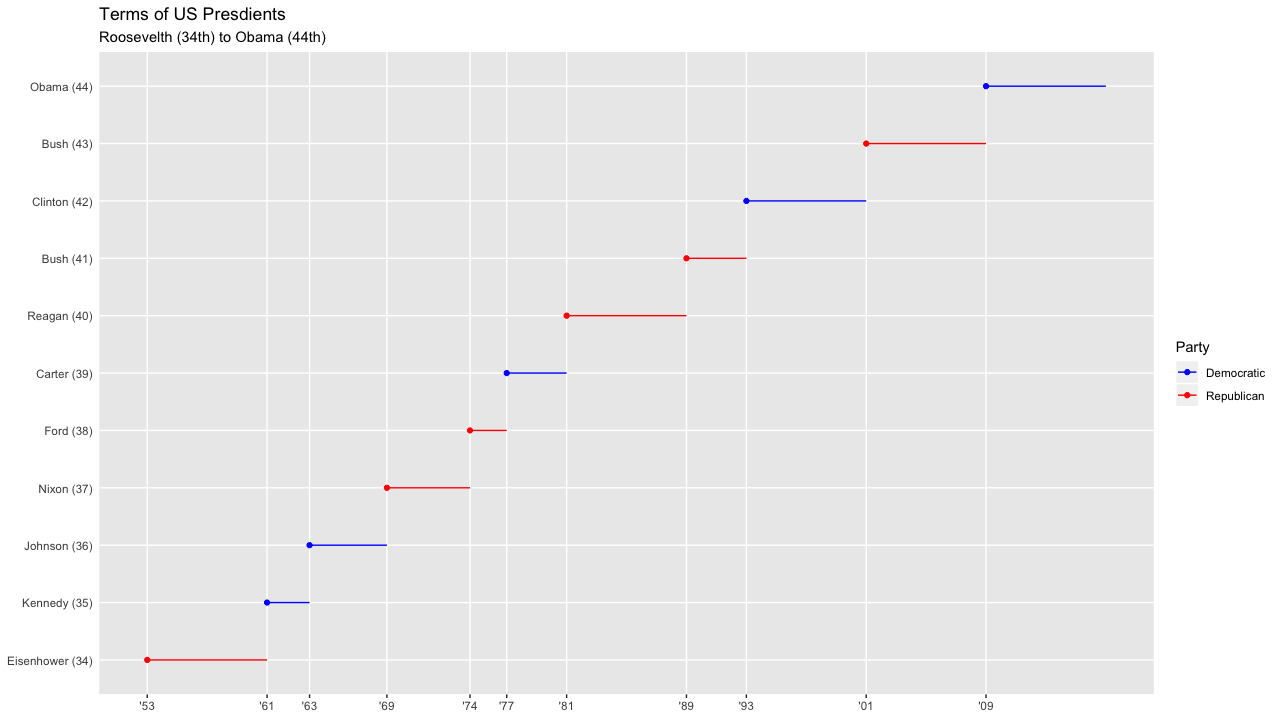 Terms of US Presdients
Roosevelth (34th) to Obama (44th)
Obama (44)
Bush (43)
Clinton (42)
Bush (41)
Reagan (40)
Carter (39)
Ford (38)
Nixon (37)
Johnson (36)
Kennedy (35)
Eisenhower (34)
'53 '61 '63 '69 '74 '77 '81 '89 '93 '01 '09
Party
Democratic
Republican